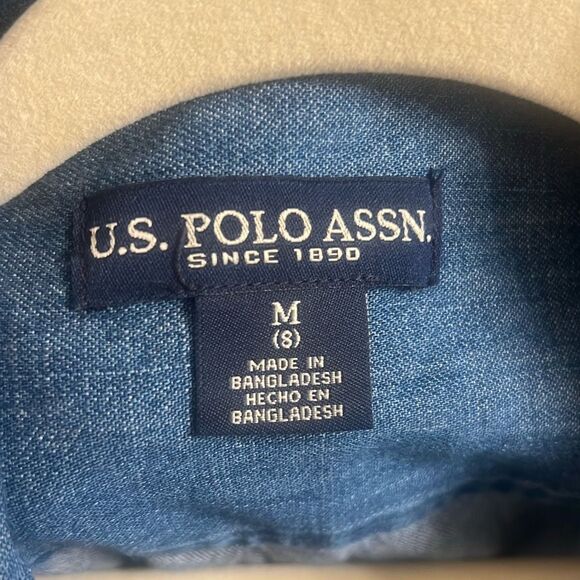 U.S. POLO ASSN.
SINCE 1890
M
(8)
MADE IN
BANGLADESH
HECHO EN
BANGLADESH